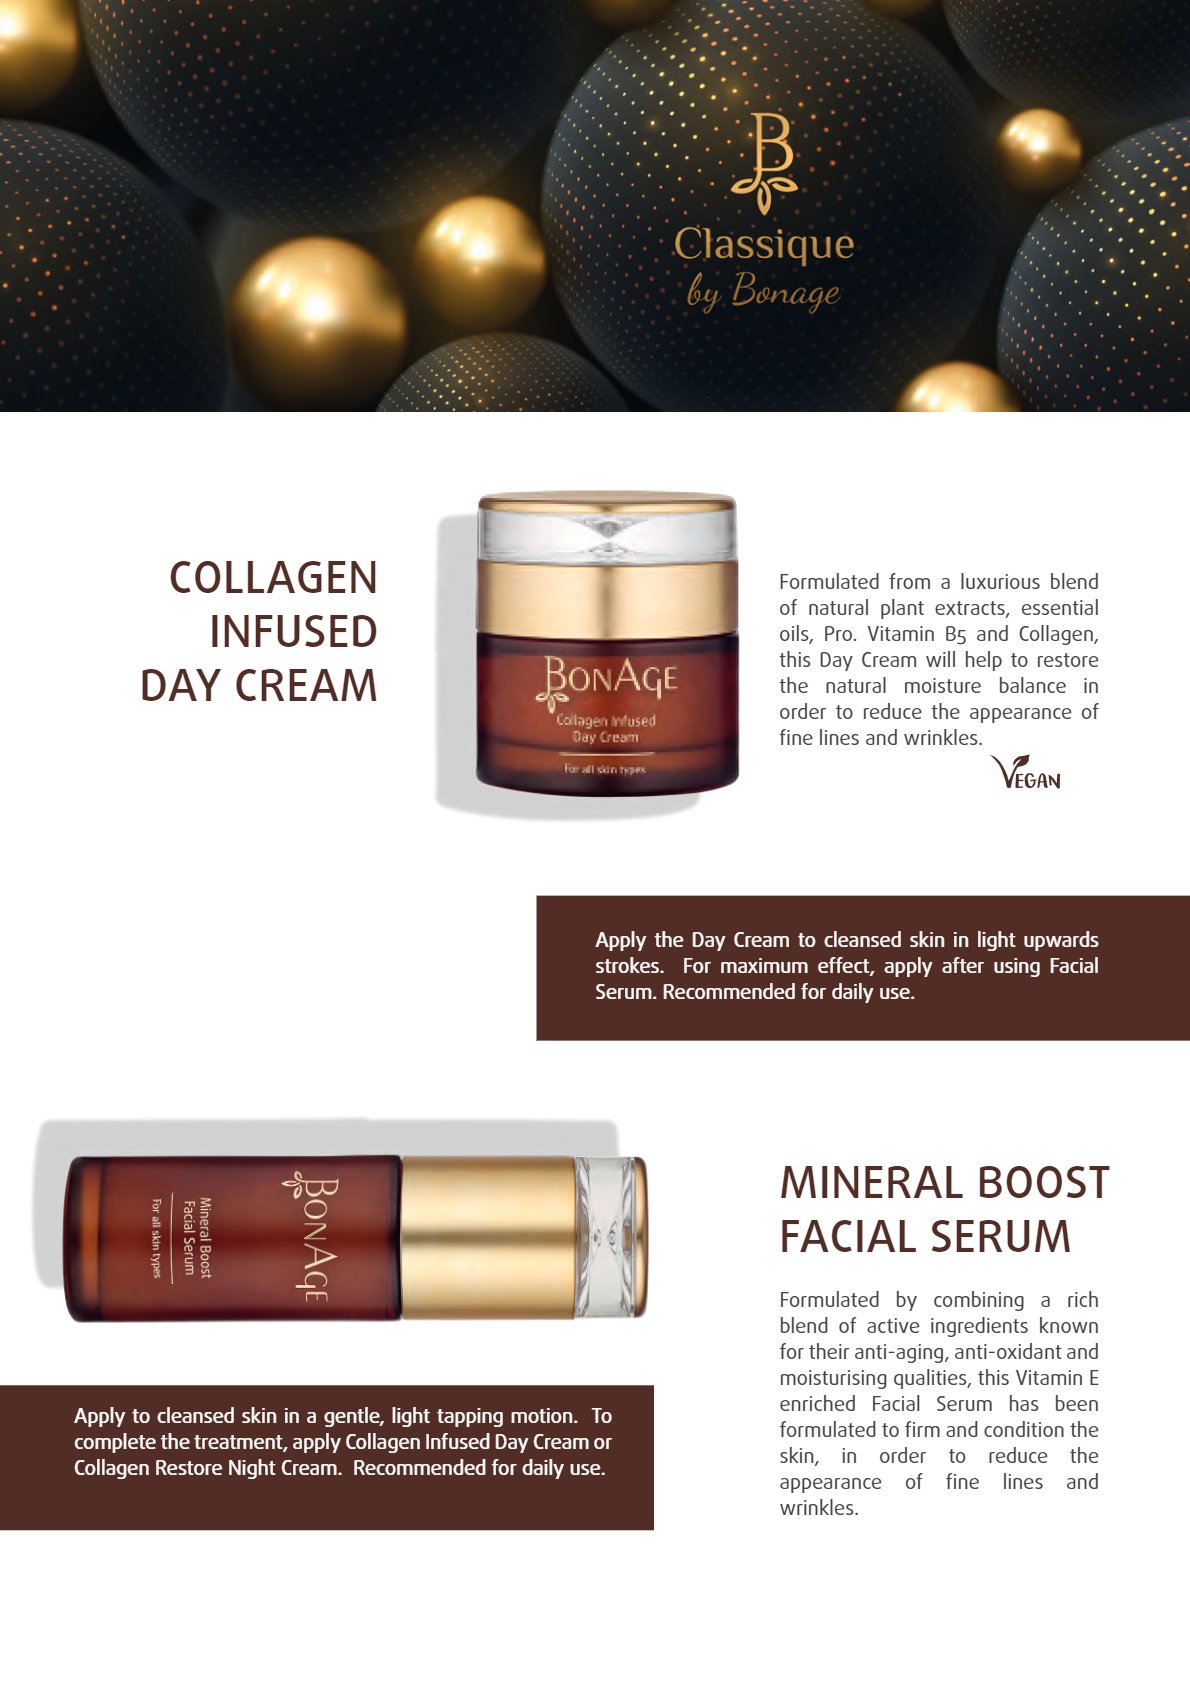 B
Classique
by Bonage
COLLAGEN
INFUSED
DAY CREAM
BONAGE
Collagen Infused
Day Cream
For all skin types
Formulated from a luxurious blend
of natural plant extracts, essential
oils, Pro. Vitamin B5 and Collagen,
this Day Cream will help to restore
the natural moisture balance in
order to reduce the appearance of
fine lines and wrinkles.
VEGAN
Apply the Day Cream to cleansed skin in light upwards
strokes. For maximum effect, apply after using Facial
Serum. Recommended for daily use.
BONAGE
Mineral Boost
Facial Serum
For all skin types
MINERAL BOOST
FACIAL SERUM
Formulated by combining a rich
blend of active ingredients known
for their anti-aging, anti-oxidant and
moisturising qualities, this Vitamin E
enriched Facial Serum has been
formulated to firm and condition the
skin, in order to reduce the
appearance of fine lines and
wrinkles.
Apply to cleansed skin in a gentle, light tapping motion. To
complete the treatment, apply Collagen Infused Day Cream or
Collagen Restore Night Cream. Recommended for daily use.